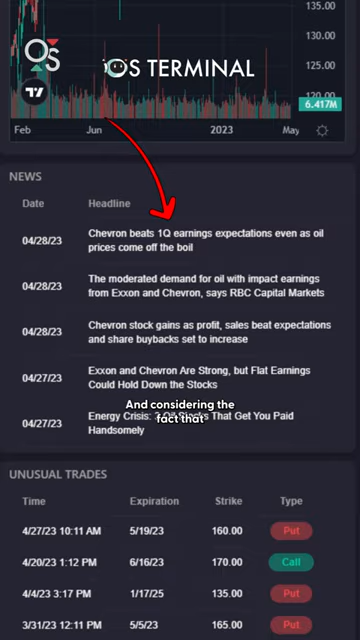 135.00
OS
OS TERMINAL
125.00
120.00
6.417M
Feb Jun 2023 May
NEWS
Date Headline
04/28/23 Chevron beats 1Q earnings expectations even as oil
prices come off the boil
04/28/23 The moderated demand for oil with impact earnings
from Exxon and Chevron, says RBC Capital Markets
04/28/23 Chevron stock gains as profit, sales beat expectations
and share buybacks set to increase
04/27/23 Exxon and Chevron Are Strong, but Flat Earnings
Could Hold Down the Stocks
04/27/23 Energy Crisis: Stocks That Get You Paid
Handsomely
And considering the
fact that
UNUSUAL TRADES
Time Expiration Strike Type
4/27/23 10:11 AM 5/19/23 160.00 Put
4/20/23 1:12 PM 6/16/23 170.00 Call
4/4/23 3:17 PM 1/17/25 135.00 Put
3/31/23 12:11 PM 5/5/23 165.00 Put